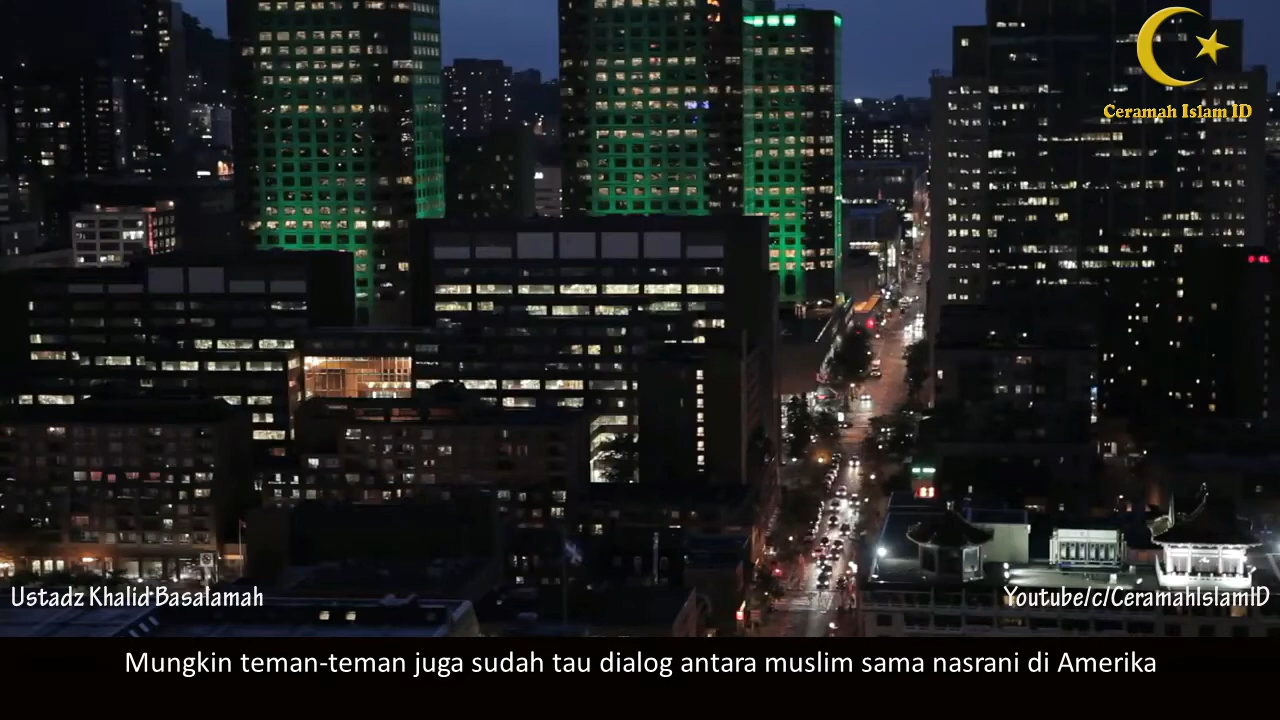 Ceramah Islam ID
Ustadz Khalid Basalamah
Youtube/c/CeramahIslamID
Mungkin teman-teman juga sudah tau dialog antara muslim sama nasrani di Amerika